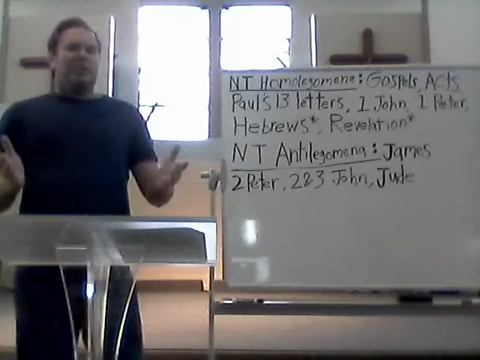 NT Homolegomena: Gospels, Acts
Paul's 13 letters, 1 John, 1 Peter,
Hebrews*, Revelation*
NT Antilegomena: James
2 Peter, 2&3 John, Jude